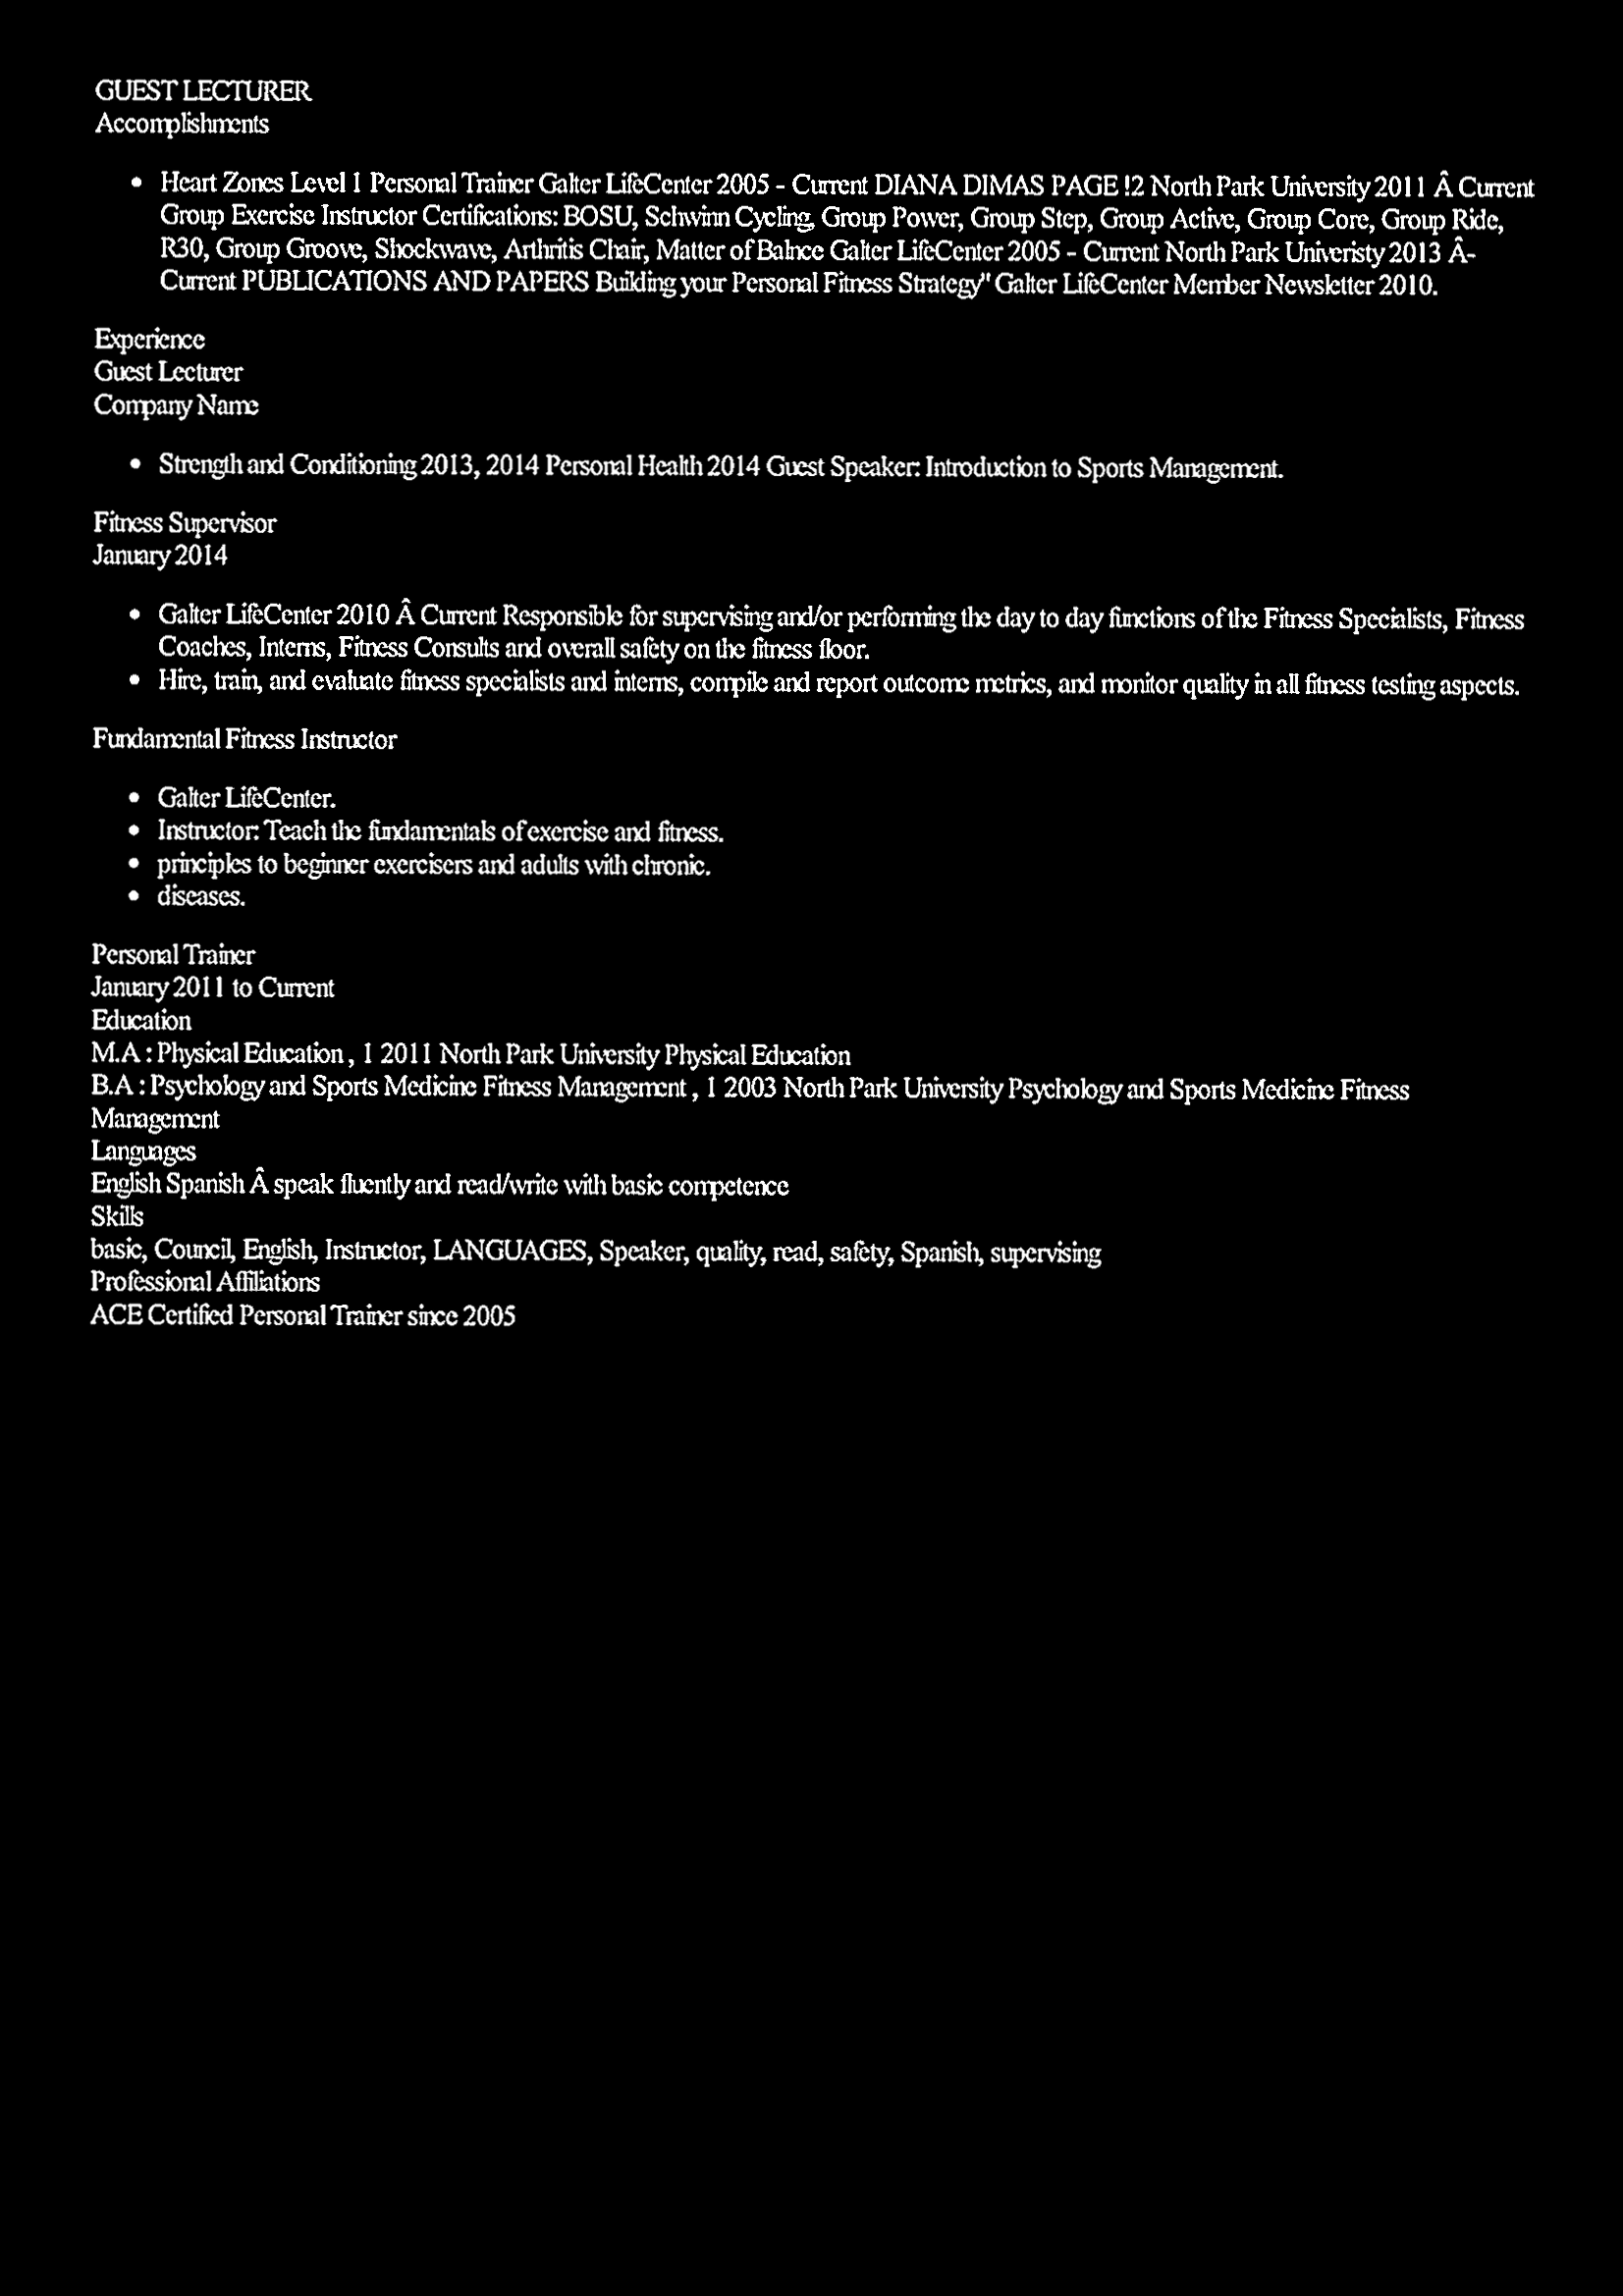 GUEST LECTURER
Accomplishments
• Heart Zones Level 1 Personal Trainer Galter LifeCenter 2005 - Current DIANA DIMAS PAGE !2 North Park University 2011 Â Current
Group Exercise Instructor Certifications: BOSU, Schwinn Cycling, Group Power, Group Step, Group Active, Group Core, Group Ride,
R30, Group Groove, Shockwave, Arthritis Chair, Matter of Balnce Galter LifeCenter 2005 - Current North Park Univeristy 2013 Â-
Current PUBLICATIONS AND PAPERS Building your Personal Fitness Strategy" Galter LifeCenter Member Newsletter 2010.
Experience
Guest Lecturer
Company Name
• Strength and Conditioning 2013, 2014 Personal Health 2014 Guest Speaker: Introduction to Sports Management.
Fitness Supervisor
January 2014
• Galter LifeCenter 2010 Â Current Responsible for supervising and/or performing the day to day functions of the Fitness Specialists, Fitness
Coaches, Interns, Fitness Consults and overall safety on the fitness floor.
• Hire, train, and evaluate fitness specialists and interns, compile and report outcome metrics, and monitor quality in all fitness testing aspects.
Fundamental Fitness Instructor
• Galter LifeCenter.
• Instructor: Teach the fundamentals of exercise and fitness.
• principles to beginner exercisers and adults with chronic.
• diseases.
Personal Trainer
January 2011 to Current
Education
M.A : Physical Education , 1 2011 North Park University Physical Education
B.A : Psychology and Sports Medicine Fitness Management , 1 2003 North Park University Psychology and Sports Medicine Fitness
Management
Languages
English Spanish Â speak fluently and read/write with basic competence
Skills
basic, Council, English, Instructor, LANGUAGES, Speaker, quality, read, safety, Spanish, supervising
Professional Affiliations
ACE Certified Personal Trainer since 2005